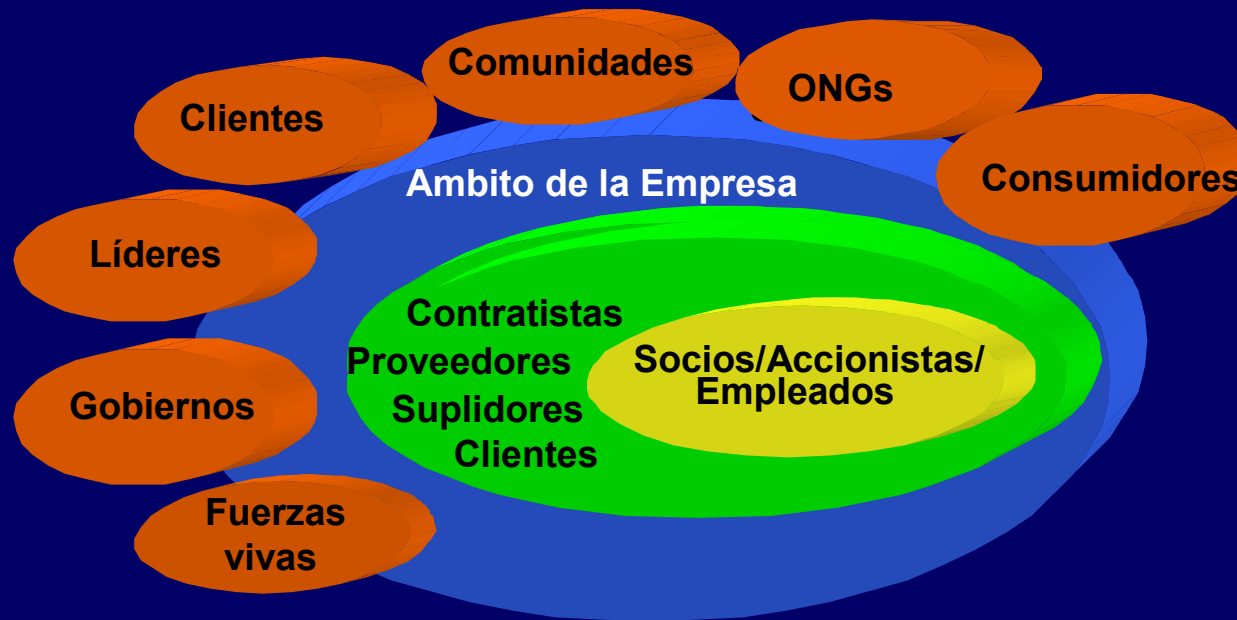 Comunidades
ONGs
Clientes
Consumidores
Ambito de la Empresa
Líderes
Contratistas
Proveedores
Suplidores
Clientes
Socios/Accionistas/
Empleados
Gobiernos
Fuerzas
vivas